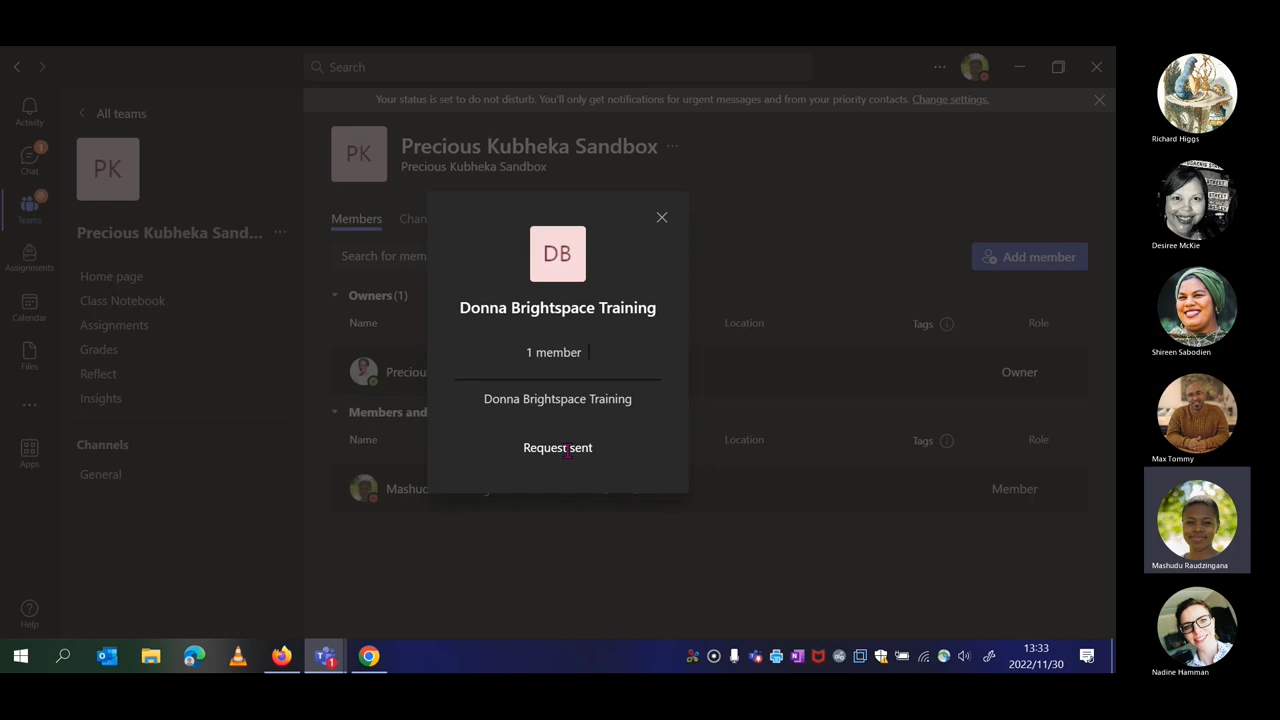 Search
Your status is set to do not disturb. You'll only get notifications for urgent messages and from your priority contacts. Change settings.
Activity
Chat
1
Teams
Assignments
Calendar
Files
Apps
Help
All teams
PK
Precious Kubheka Sand...
Home page
Class Notebook
Assignments
Grades
Reflect
Insights
Channels
General
PK
Precious Kubheka Sandbox
Precious Kubheka Sandbox
Members
Chan
Search for mem
Add member
Owners (1)
Name
Location
Tags
Role
Precious
Owner
Members and
Name
Location
Tags
Role
Mashudu
Member
DB
Donna Brightspace Training
1 member
Donna Brightspace Training
Request sent
13:33
2022/11/30
Richard Higgs
Desiree McKie
Shireen Sabodien
Max Tommy
Mashudu Raudzingana
Nadine Hamman